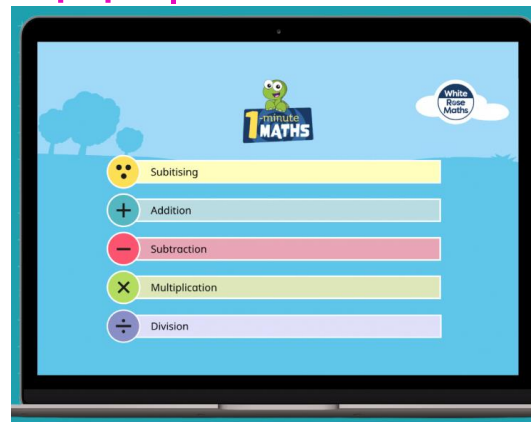 1-minute
MATHS
White
Rose
Maths
Subitising
Addition
Subtraction
Multiplication
Division